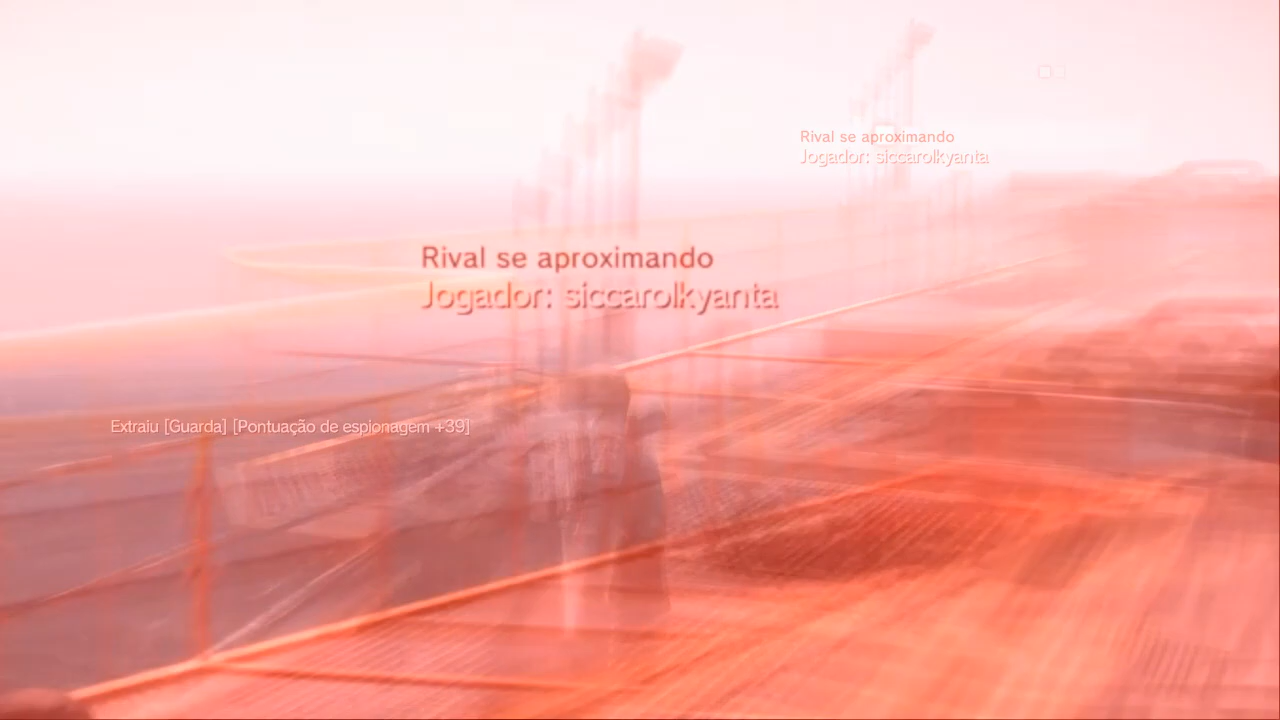 Rival se aproximando
Jogador: siccarolkyanta
Rival se aproximando
Jogador: siccarolkyanta
Extraiu [Guarda] [Pontuação de espionagem +39]